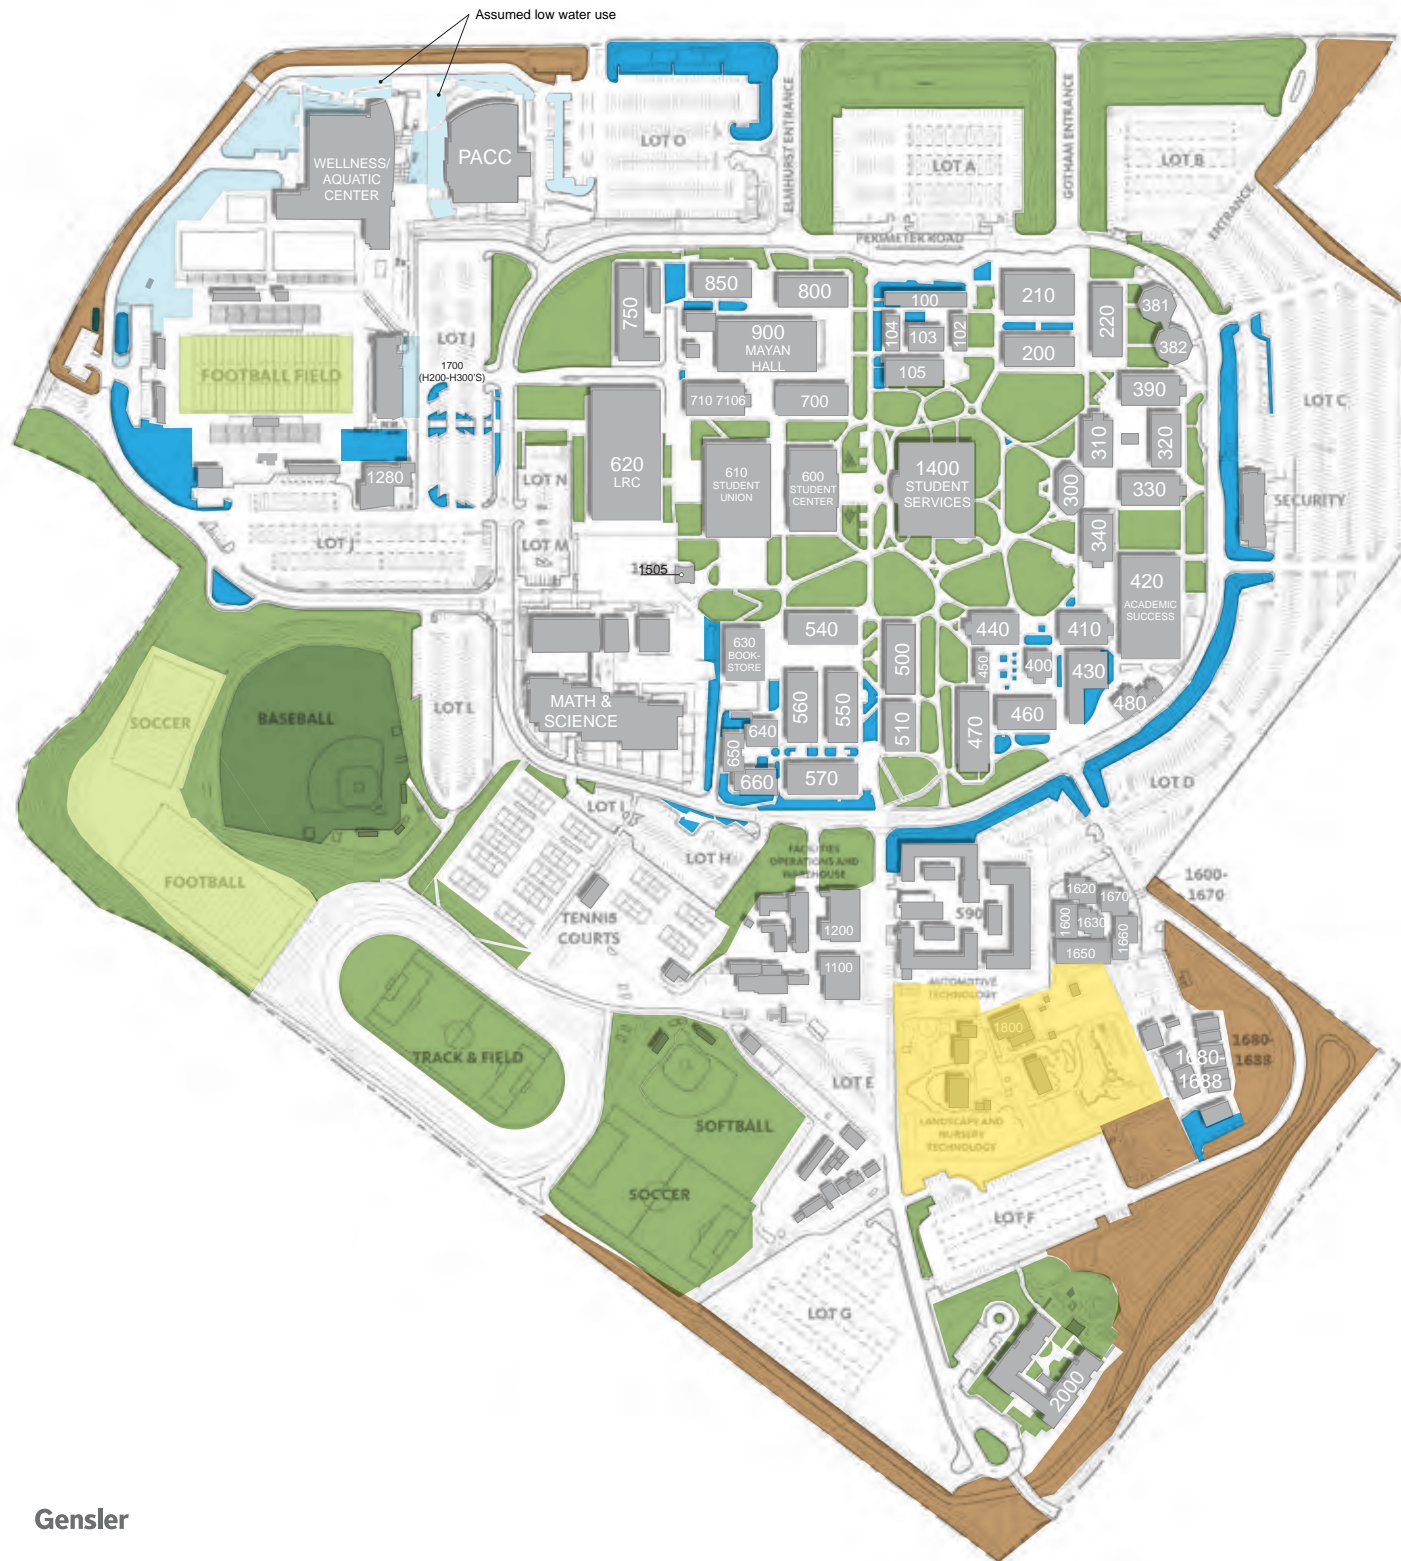 Assumed low water use
ELMHURST ENTRANCE
GOTHAM ENTRANCE
LOT O
LOT A
LOT B
WELLNESS/
AQUATIC
CENTER
PACC
ENTRANCE
PERIMETER ROAD
750
850
800
100
210
220
381
382
104
103
102
200
105
900
MAYAN
HALL
LOT J
1700
(H200-H300'S)
FOOTBALL FIELD
710 7106
700
390
LOT C
310
320
620
LRC
610
STUDENT
UNION
600
STUDENT
CENTER
1400
STUDENT
SERVICES
300
330
1280
LOT N
SECURITY
340
LOT J
LOT M
1505
420
ACADEMIC
SUCCESS
630
BOOK-
STORE
540
500
440
410
450
400
430
SOCCER
BASEBALL
LOT L
MATH &
SCIENCE
560
550
510
470
460
480
640
650
660
570
LOT D
LOT I
LOT H
FOOTBALL
FACILITIES
OPERATIONS AND
WAREHOUSE
1600-
1670
TENNIS
COURTS
1200
590
1620
1670
1600
1630
1660
1650
1100
AUTOMOTIVE
TECHNOLOGY
1800
TRACK & FIELD
1680-
1688
1680-
1688
LOT E
SOFTBALL
LANDSCAPE AND
NURSERY
TECHNOLOGY
SOCCER
LOT F
LOT G
2000
Gensler